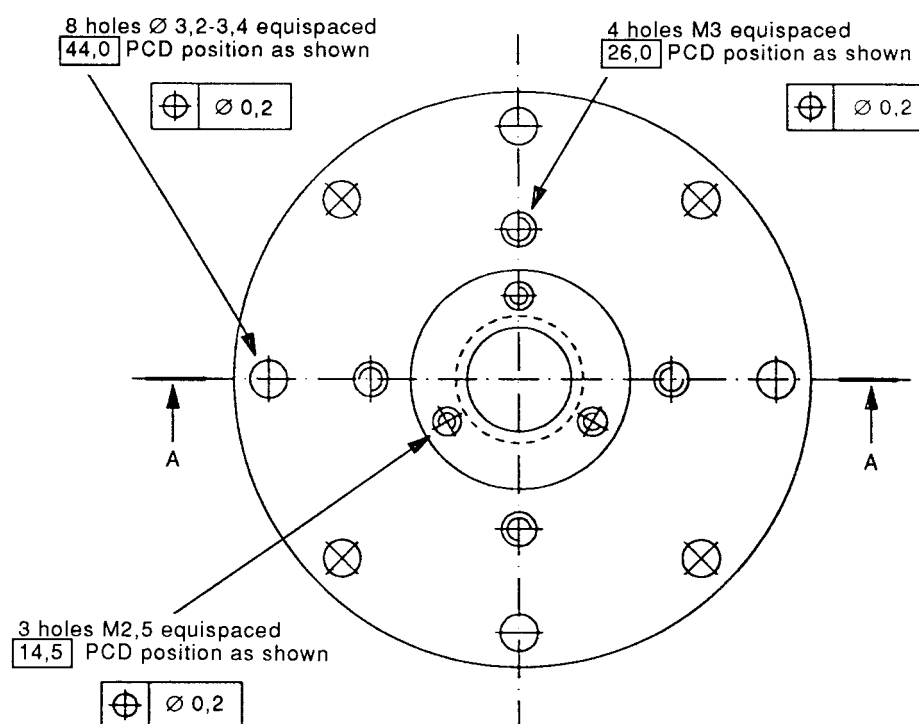 8 holes Ø 3,2-3,4 equispaced
44,0 PCD position as shown
⌖ Ø 0,2
4 holes M3 equispaced
26,0 PCD position as shown
⌖ Ø 0,2
A
A
3 holes M2,5 equispaced
14,5 PCD position as shown
⌖ Ø 0,2